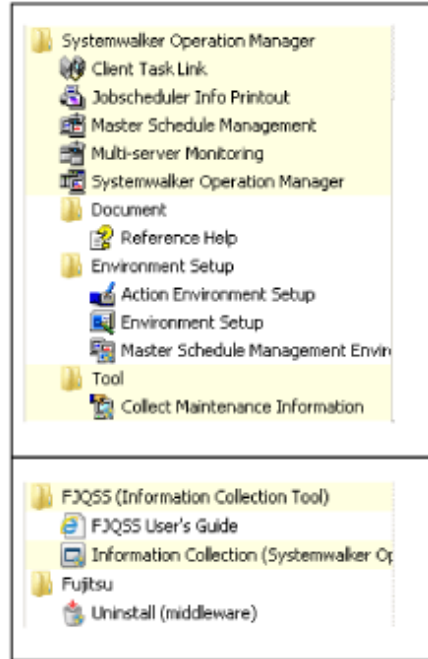 Systemwalker Operation Manager
Client Task Link
Jobscheduler Info Printout
Master Schedule Management
Multi-server Monitoring
Systemwalker Operation Manager
Document
Reference Help
Environment Setup
Action Environment Setup
Environment Setup
Master Schedule Management Envir
Tool
Collect Maintenance Information
FJQSS (Information Collection Tool)
FJQSS User's Guide
Information Collection (Systemwalker Op
Fujitsu
Uninstall (middleware)